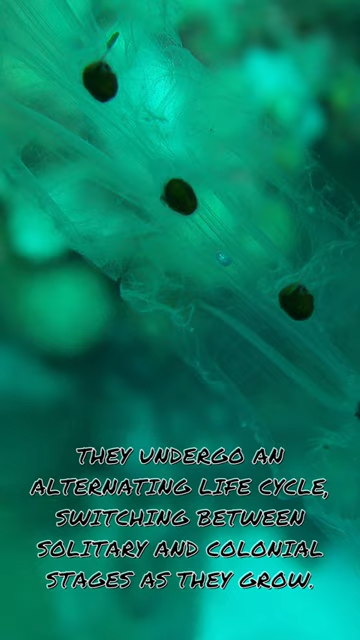 THEY UNDERGO AN
ALTERNATING LIFE CYCLE,
SWITCHING BETWEEN
SOLITARY AND COLONIAL
STAGES AS THEY GROW.